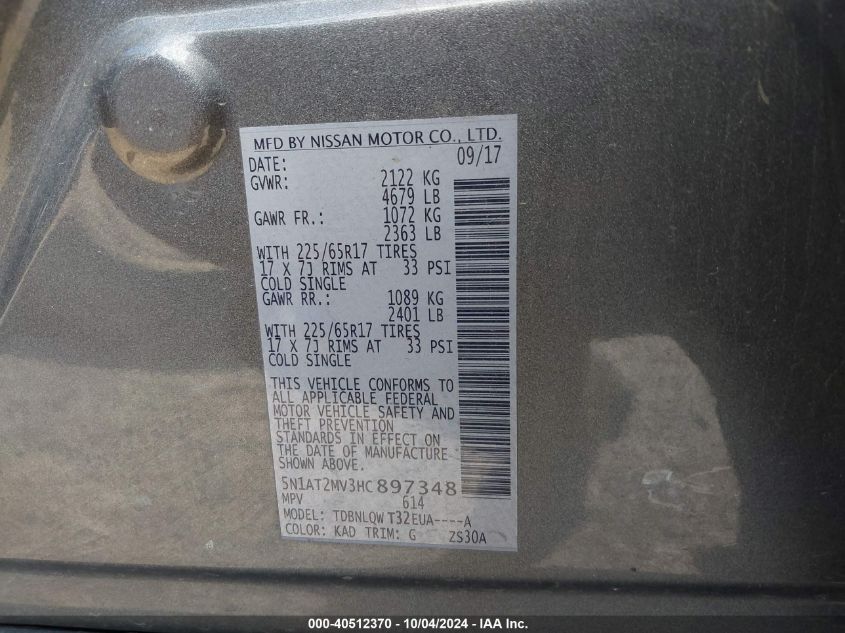 MFD BY NISSAN MOTOR CO., LTD.
DATE: 09/17
GVWR: 2122 KG
4679 LB
GAWR FR.: 1072 KG
2363 LB
WITH 225/65R17 TIRES
17 X 7J RIMS AT 33 PSI
COLD SINGLE
GAWR RR.: 1089 KG
2401 LB
WITH 225/65R17 TIRES
17 X 7J RIMS AT 33 PSI
COLD SINGLE
THIS VEHICLE CONFORMS TO
ALL APPLICABLE FEDERAL
MOTOR VEHICLE SAFETY AND
THEFT PREVENTION
STANDARDS IN EFFECT ON
THE DATE OF MANUFACTURE
SHOWN ABOVE.
5N1AT2MV3HC897348
MPV 614
MODEL: TDBNLQW T32EUA----A
COLOR: KAD TRIM: G ZS30A
000-40512370 - 10/04/2024 - IAA Inc.